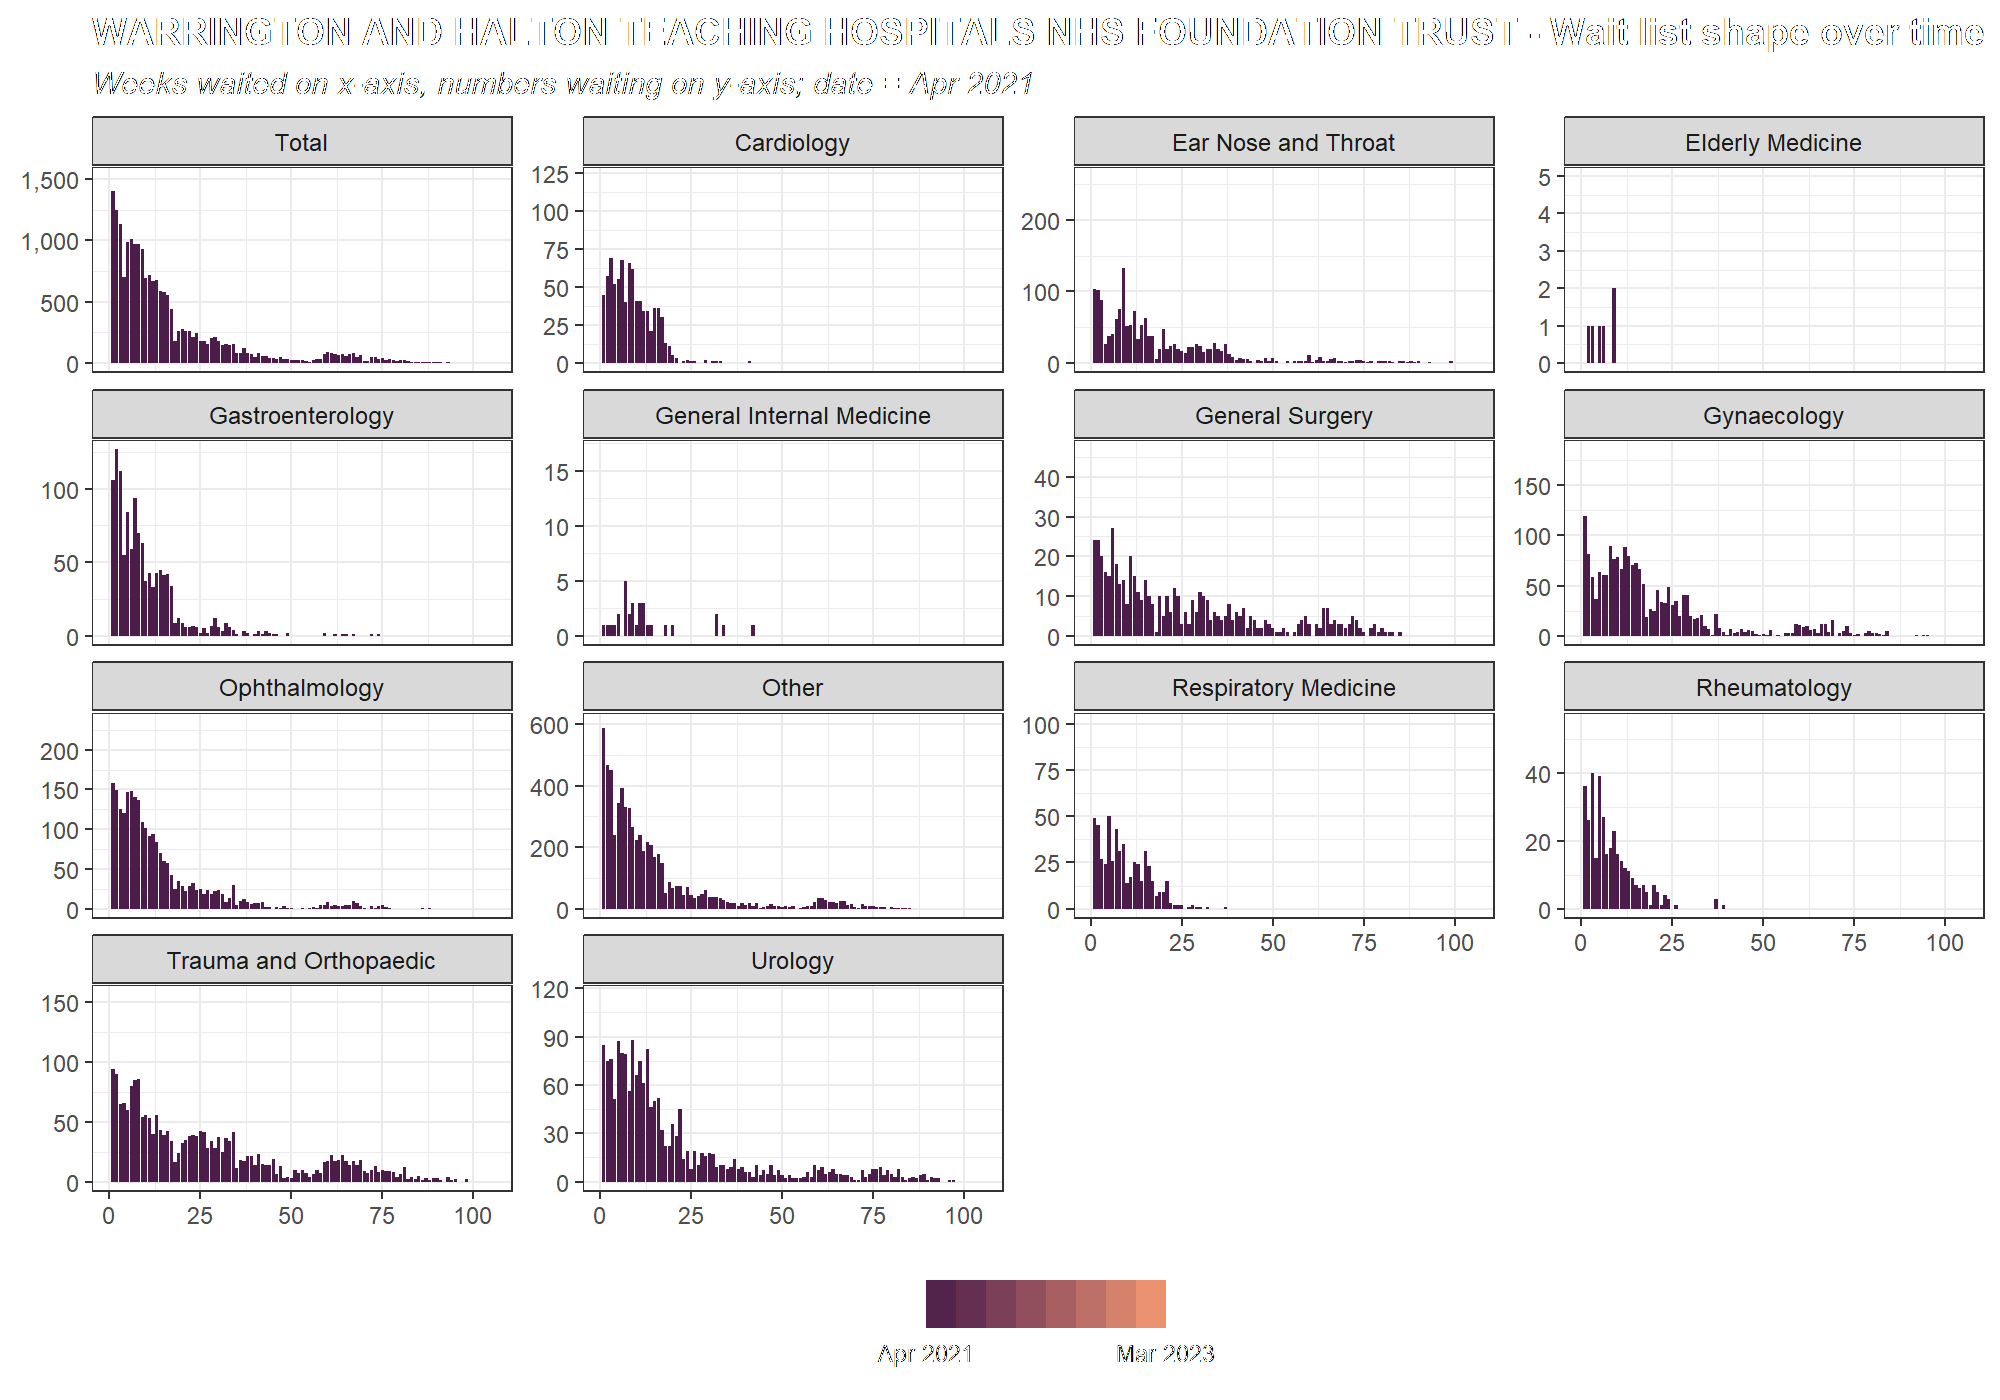 WARRINGTON AND HALTON TEACHING HOSPITALS NHS FOUNDATION TRUST - Wait list shape over time
Weeks waited on x-axis, numbers waiting on y-axis; date = Apr 2021
Total
Cardiology
Ear Nose and Throat
Elderly Medicine
1,500
1,000
500
0
125
100
75
50
25
0
200
100
0
5
4
3
2
1
0
Gastroenterology
General Internal Medicine
General Surgery
Gynaecology
100
50
0
15
10
5
0
40
30
20
10
0
150
100
50
0
Ophthalmology
Other
Respiratory Medicine
Rheumatology
200
150
100
50
0
600
400
200
0
100
75
50
25
0
40
20
0
0 25 50 75 100
0 25 50 75 100
Trauma and Orthopaedic
Urology
150
100
50
0
120
90
60
30
0
0 25 50 75 100
0 25 50 75 100
Apr 2021
Mar 2023